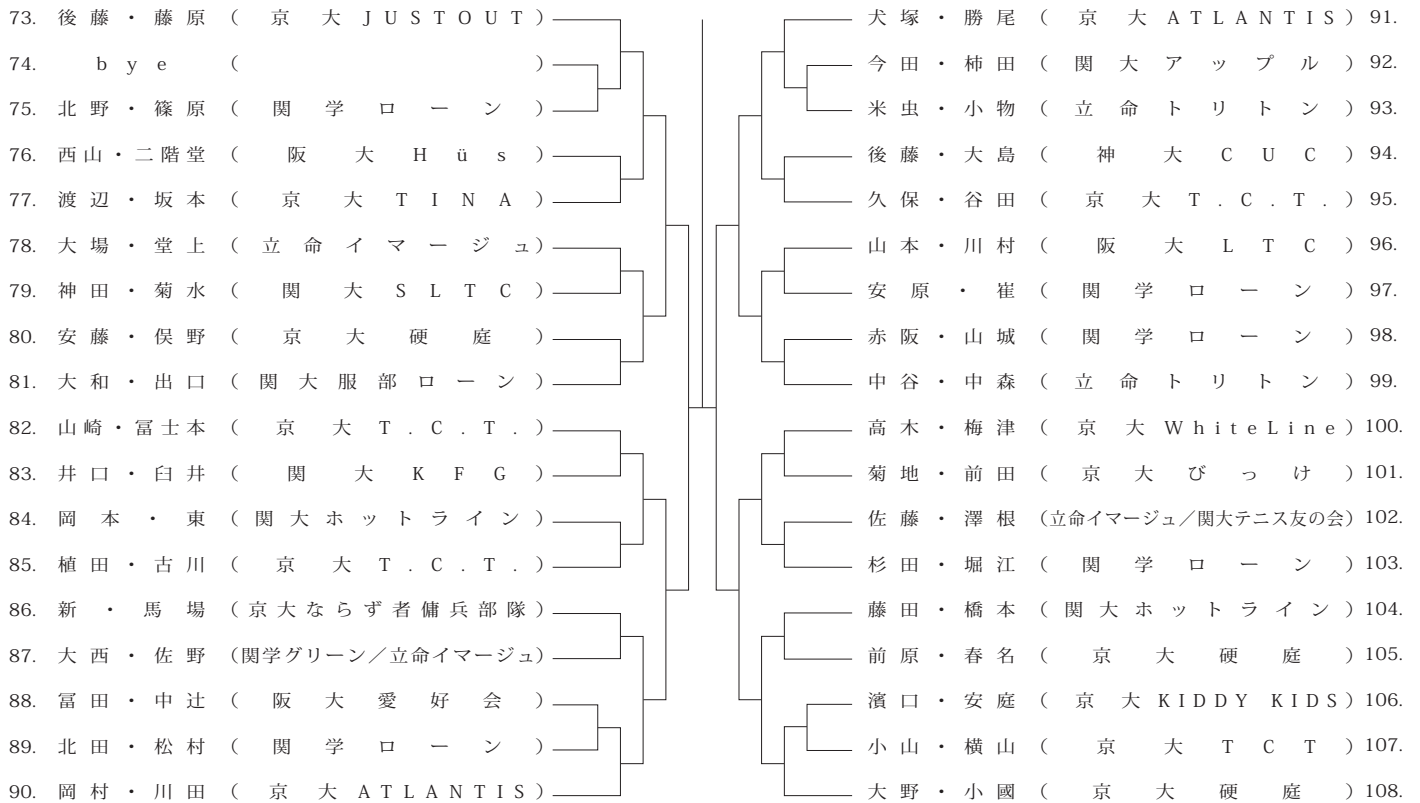 73. 後藤・藤原 (京大JUSTOUT)
74. bye ( )
75. 北野・篠原 (関学ローン)
76. 西山・二階堂 (阪大Hüs)
77. 渡辺・坂本 (京大TINA)
78. 大場・堂上 (立命イマージュ)
79. 神田・菊水 (関大SLTC)
80. 安藤・俣野 (京大硬庭)
81. 大和・出口 (関大服部ローン)
82. 山崎・冨士本 (京大T.C.T.)
83. 井口・臼井 (関大KFG)
84. 岡本・東 (関大ホットライン)
85. 植田・古川 (京大T.C.T.)
86. 新・馬場 (京大ならず者傭兵部隊)
87. 大西・佐野 (関学グリーン/立命イマージュ)
88. 冨田・中辻 (阪大愛好会)
89. 北田・松村 (関学ローン)
90. 岡村・川田 (京大ATLANTIS)
犬塚・勝尾 (京大ATLANTIS) 91.
今田・柿田 (関大アップル) 92.
米虫・小物 (立命トリトン) 93.
後藤・大島 (神大CUC) 94.
久保・谷田 (京大T.C.T.) 95.
山本・川村 (阪大LTC) 96.
安原・崔 (関学ローン) 97.
赤阪・山城 (関学ローン) 98.
中谷・中森 (立命トリトン) 99.
高木・梅津 (京大WhiteLine) 100.
菊地・前田 (京大びっけ) 101.
佐藤・澤根 (立命イマージュ/関大テニス友の会) 102.
杉田・堀江 (関学ローン) 103.
藤田・橋本 (関大ホットライン) 104.
前原・春名 (京大硬庭) 105.
濱口・安庭 (京大KIDDY KIDS) 106.
小山・横山 (京大TCT) 107.
大野・小國 (京大硬庭) 108.